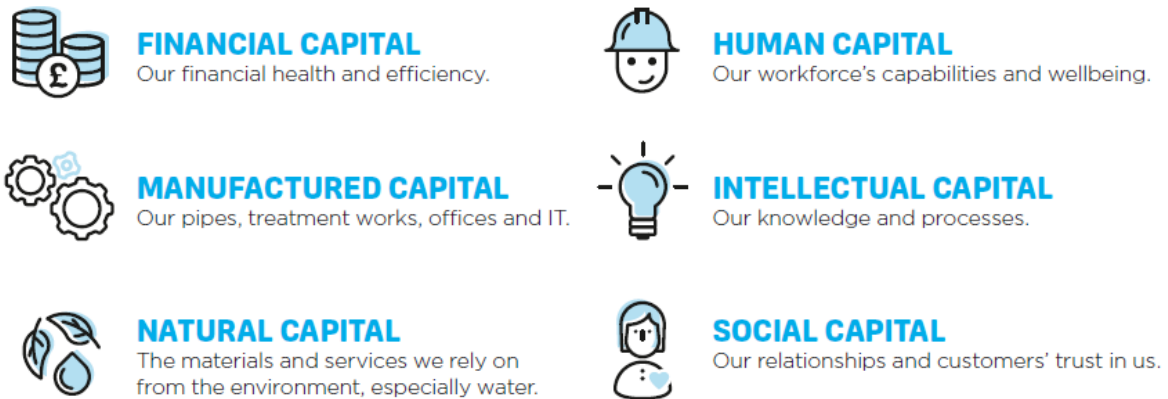 FINANCIAL CAPITAL
Our financial health and efficiency.
HUMAN CAPITAL
Our workforce's capabilities and wellbeing.
MANUFACTURED CAPITAL
Our pipes, treatment works, offices and IT.
INTELLECTUAL CAPITAL
Our knowledge and processes.
NATURAL CAPITAL
The materials and services we rely on
from the environment, especially water.
SOCIAL CAPITAL
Our relationships and customers' trust in us.
£